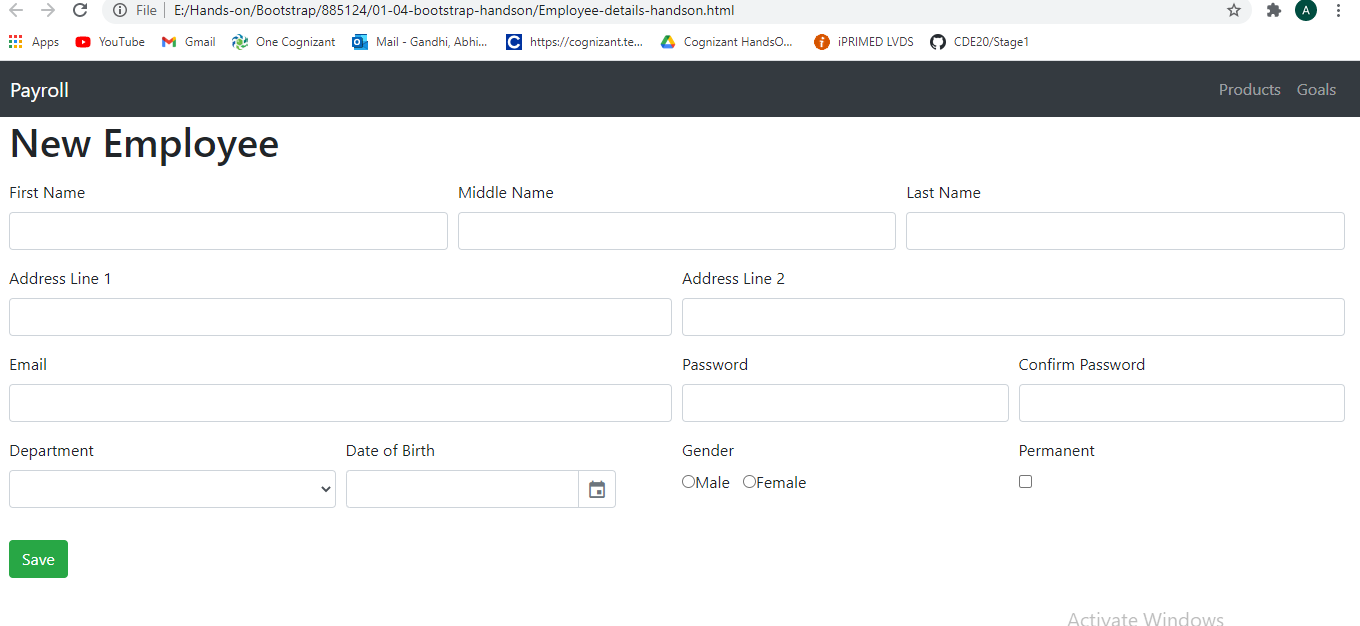 File E:/Hands-on/Bootstrap/885124/01-04-bootstrap-handson/Employee-details-handson.html A
Apps YouTube Gmail One Cognizant Mail - Gandhi, Abhi... https://cognizant.te... Cognizant HandsO... iPRIMED LVDS CDE20/Stage1
Payroll Products Goals
New Employee
First Name Middle Name Last Name
Address Line 1 Address Line 2
Email Password Confirm Password
Department Date of Birth Gender Permanent
Male Female
Save
Activate Windows